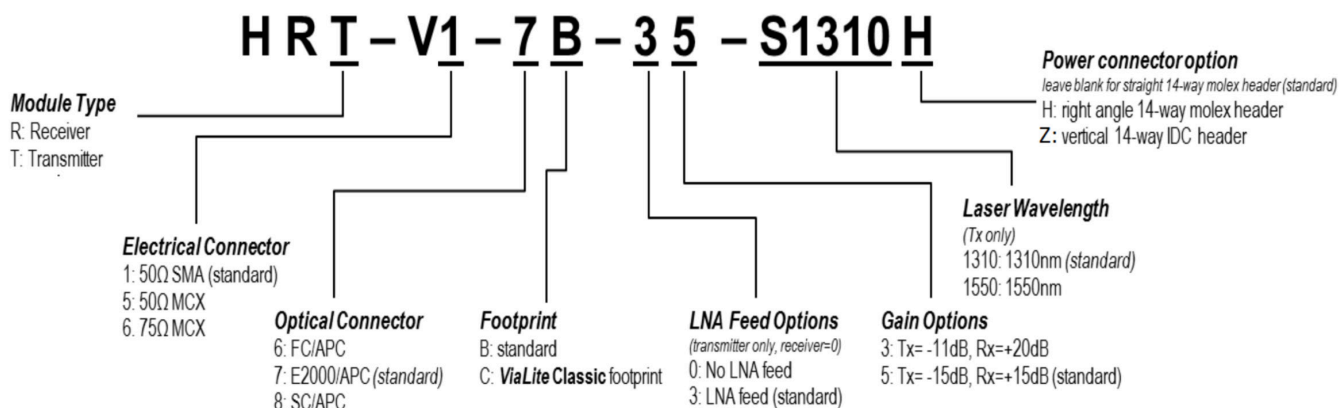 H R T – V1 – 7 B – 3 5 – S1310 H
Power connector option
leave blank for straight 14-way molex header (standard)
H: right angle 14-way molex header
Z: vertical 14-way IDC header
Module Type
R: Receiver
T: Transmitter
Laser Wavelength
(Tx only)
1310: 1310nm (standard)
1550: 1550nm
Electrical Connector
1: 50Ω SMA (standard)
5: 50Ω MCX
6. 75Ω MCX
Optical Connector
6: FC/APC
7: E2000/APC (standard)
8: SC/APC
Footprint
B: standard
C: ViaLite Classic footprint
LNA Feed Options
(transmitter only, receiver=0)
0: No LNA feed
3: LNA feed (standard)
Gain Options
3: Tx= -11dB, Rx=+20dB
5: Tx= -15dB, Rx=+15dB (standard)